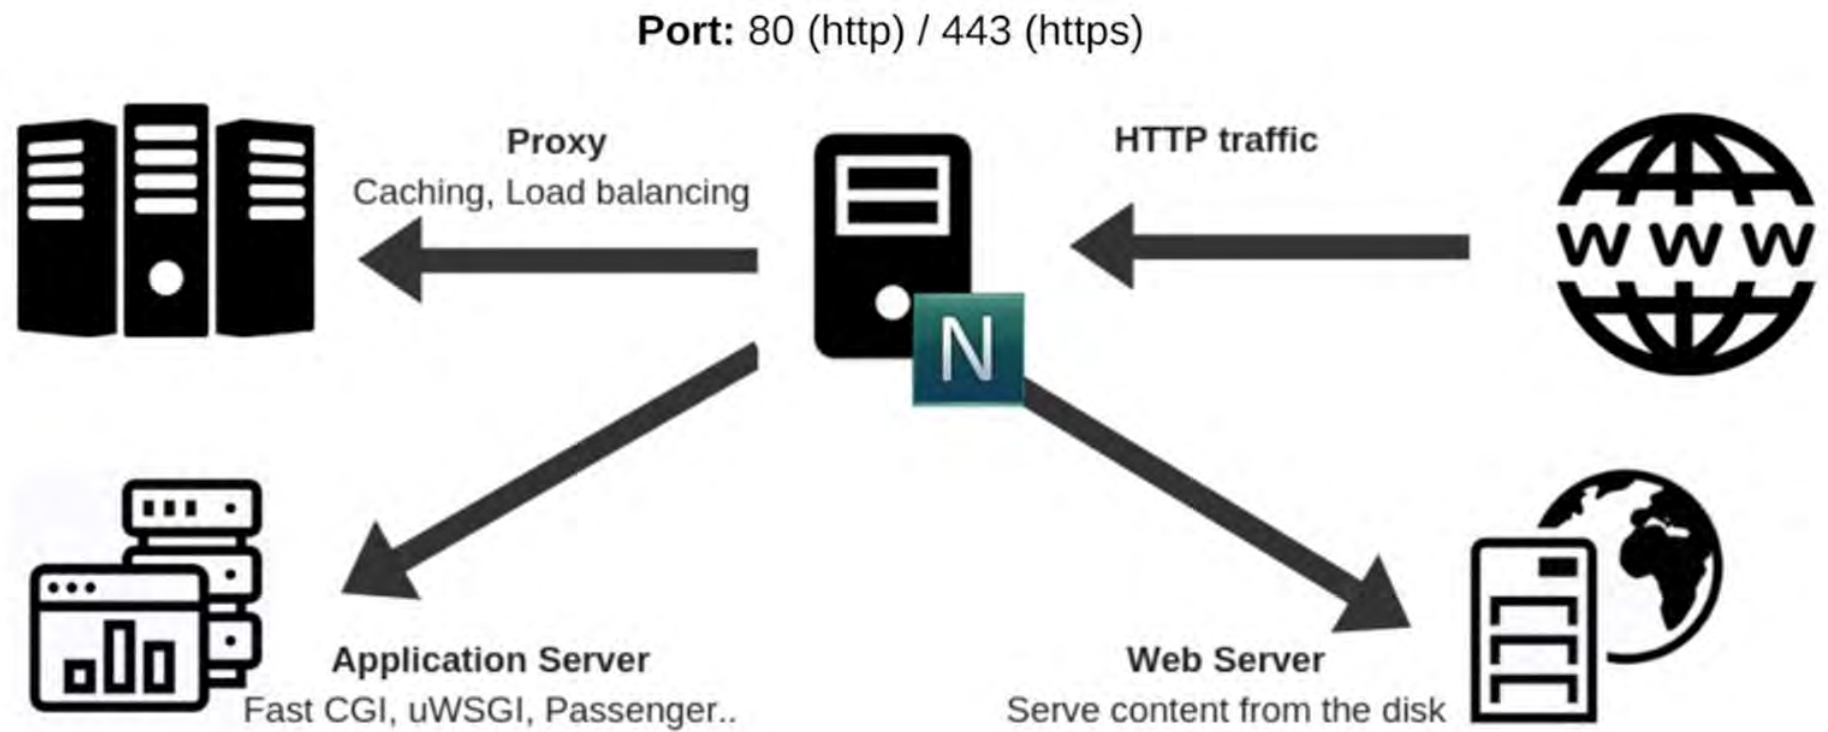 Port: 80 (http) / 443 (https)
Proxy
Caching, Load balancing
HTTP traffic
W W W
N
Application Server
Fast CGI, uWSGI, Passenger..
Web Server
Serve content from the disk